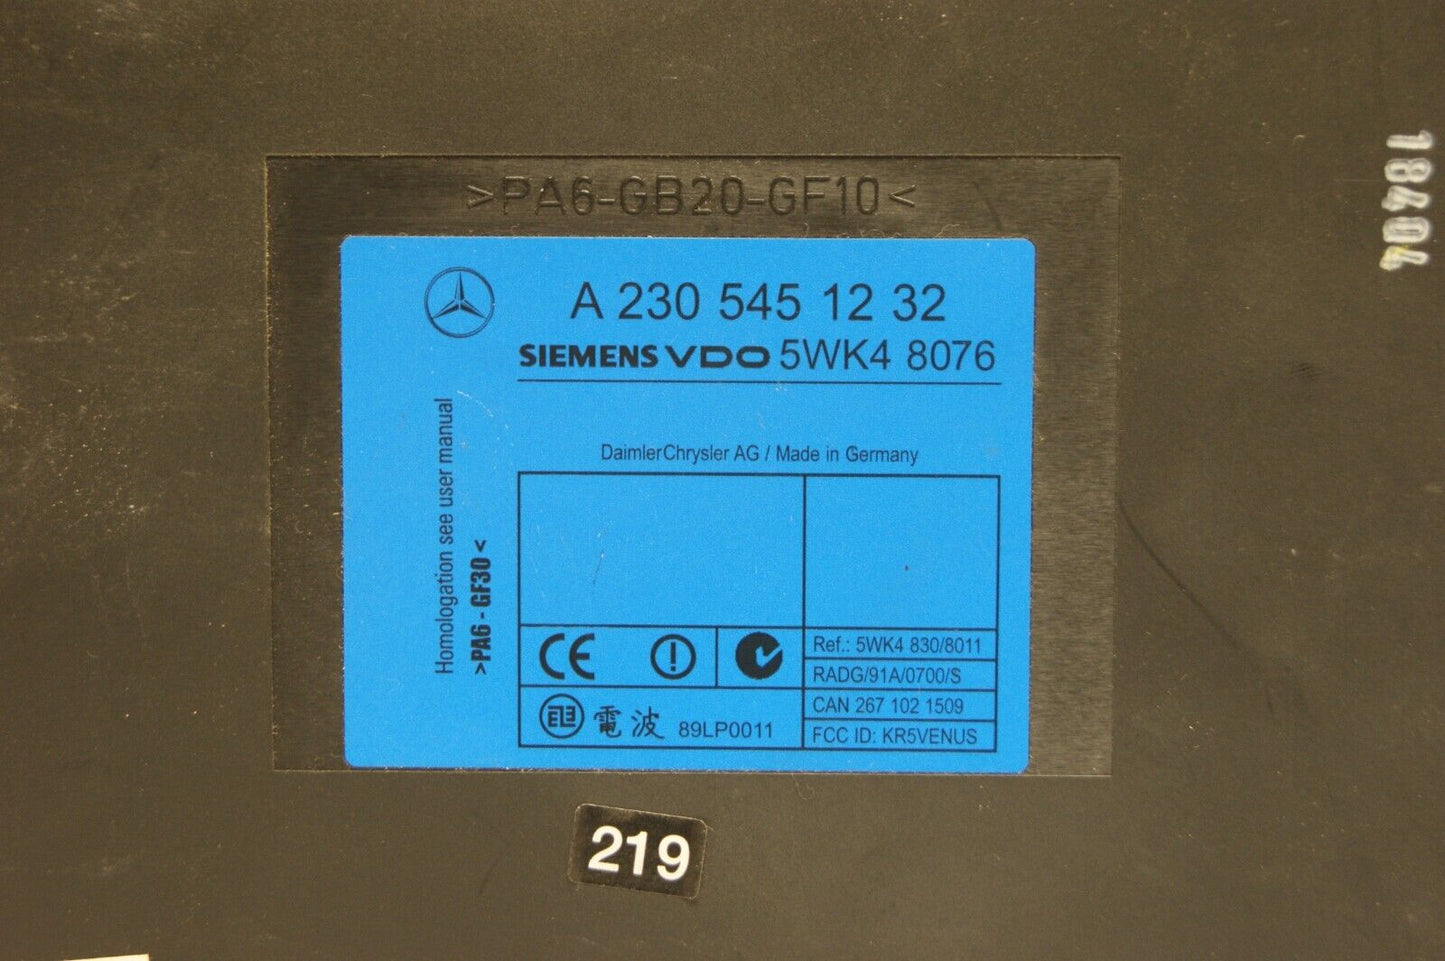 >PA6-GB20-GF10<
18404
A 230 545 12 32
SIEMENS VDO 5WK4 8076
DaimlerChrysler AG / Made in Germany
Homologation see user manual
>PA6 - GF30 <
CE
Ref.: 5WK4 830/8011
RADG/91A/0700/S
CAN 267 102 1509
電波 89LP0011
FCC ID: KR5VENUS
219